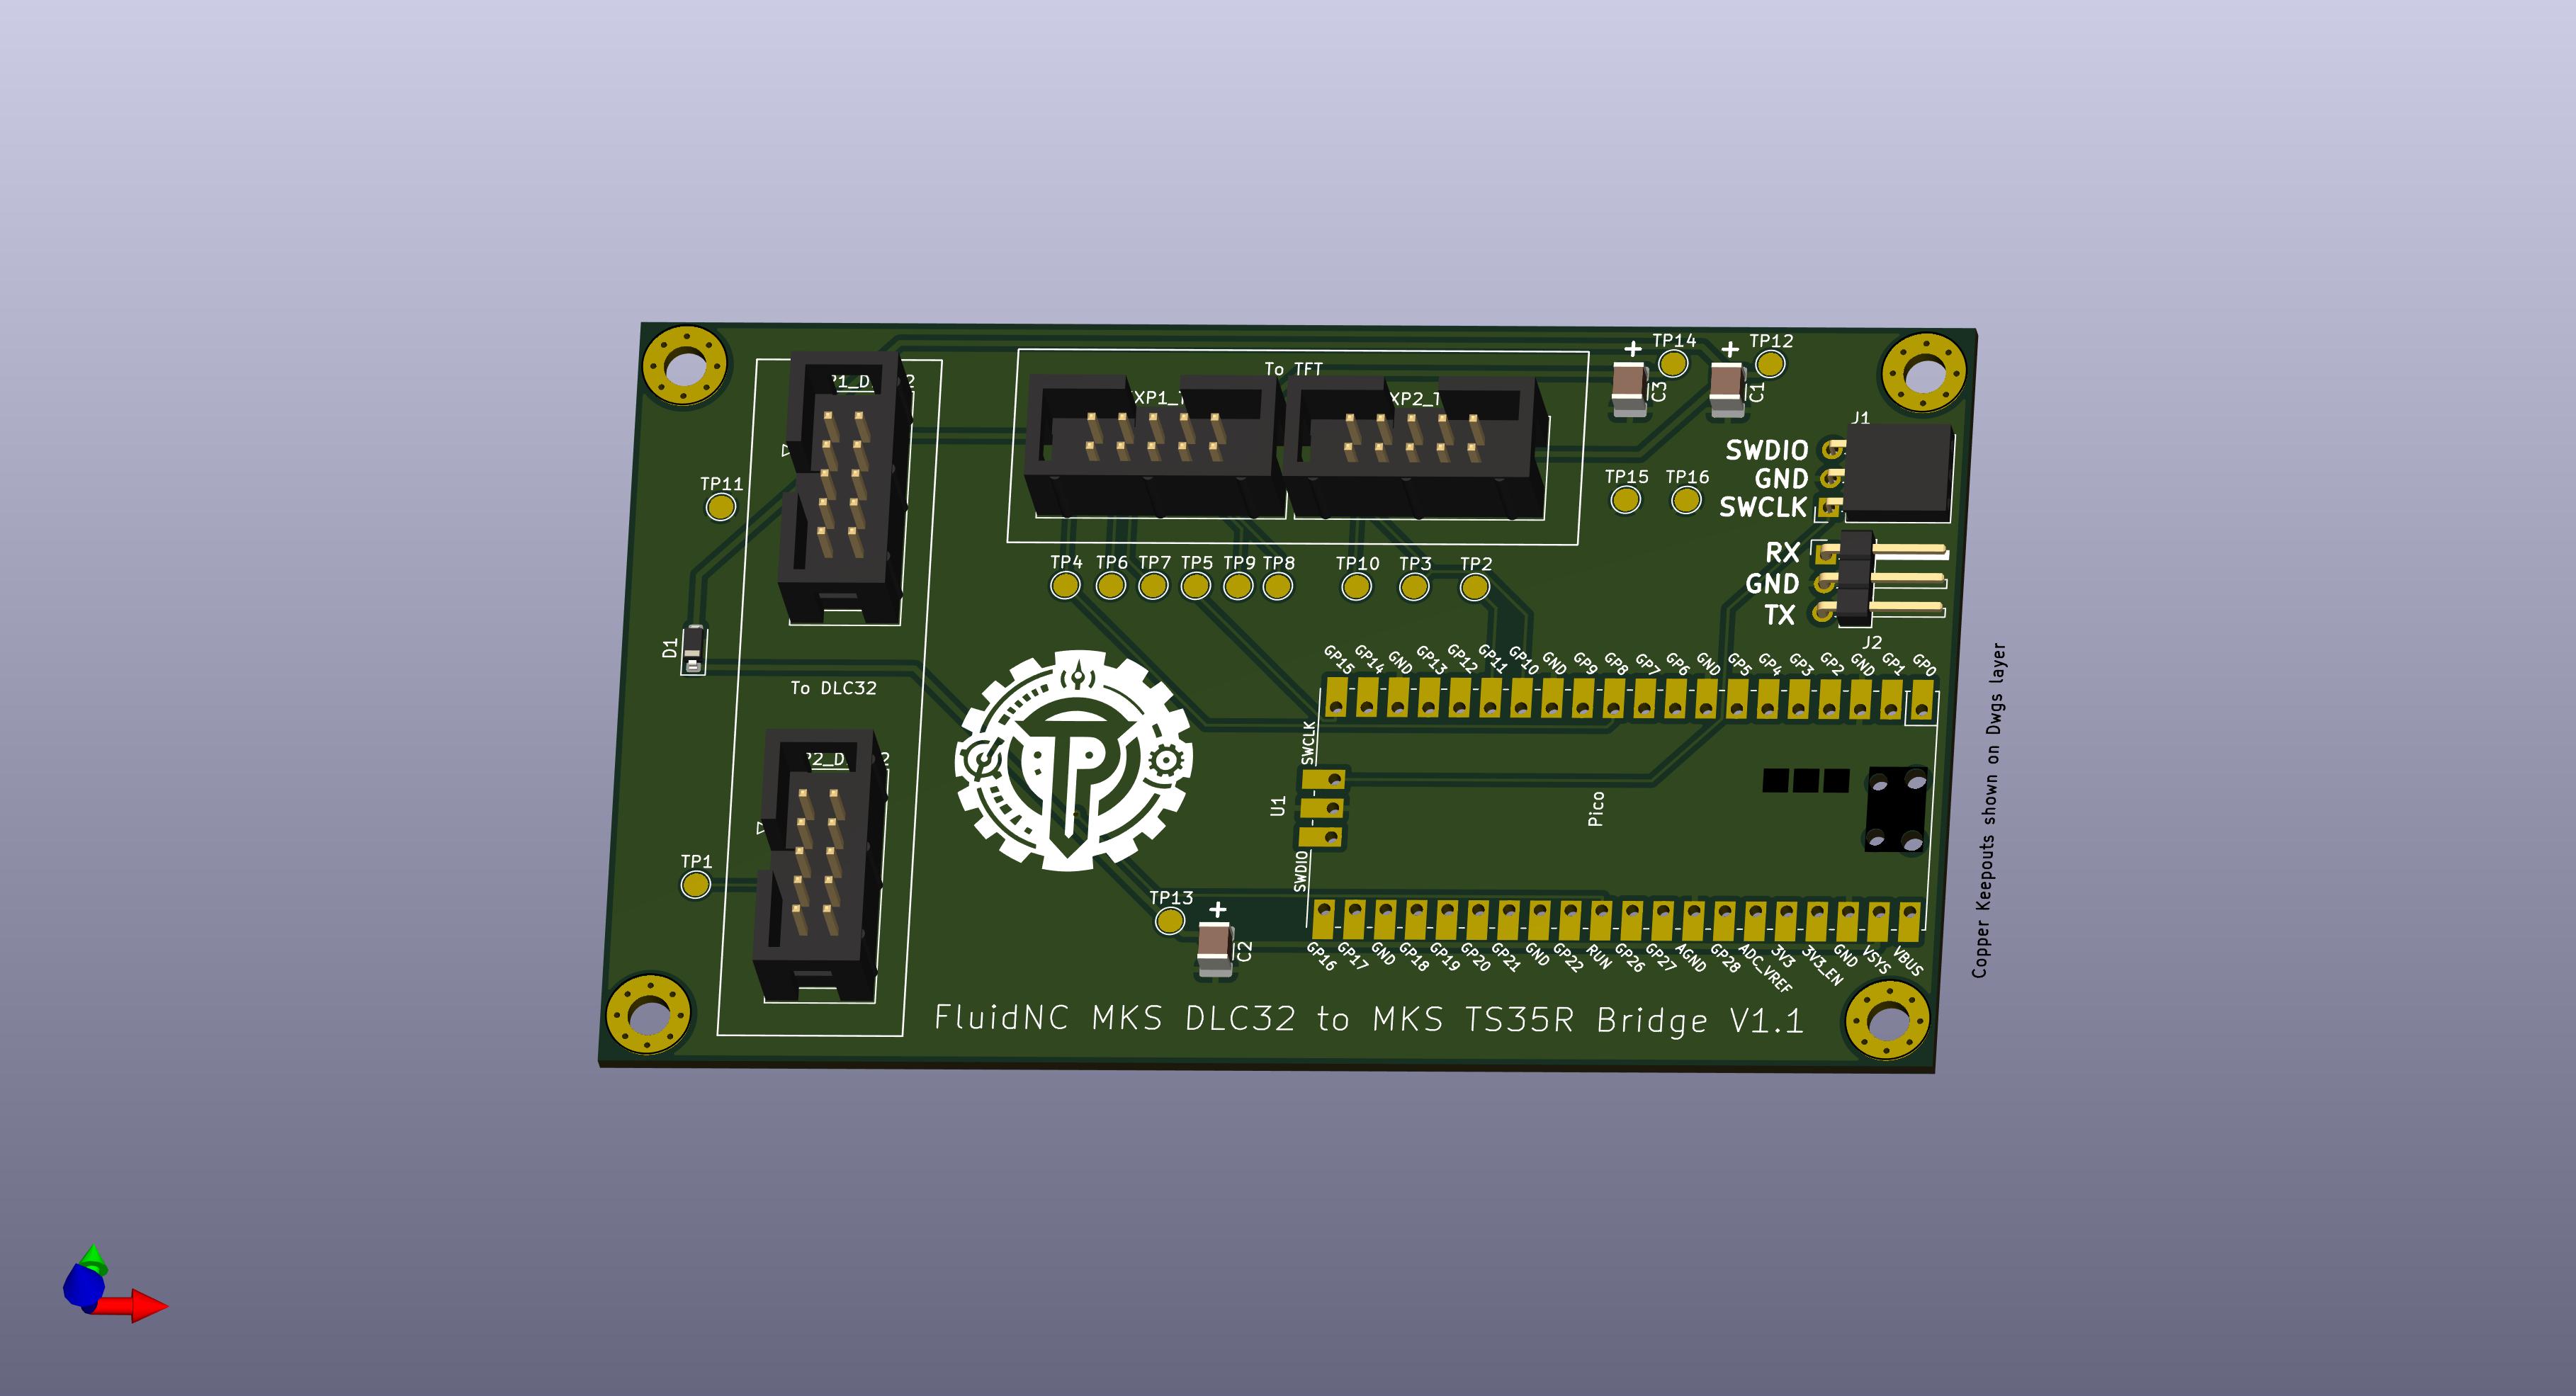 TP14
TP12
To TFT
C3
C1
J1
SWDIO
GND
SWCLK
TP11
TP15
TP16
RX
GND
TX
J2
TP4
TP6
TP7
TP5
TP9
TP8
TP10
TP3
TP2
D1
To DLC32
GP15
GP14
GND
GP13
GP12
GP11
GP10
GND
GP9
GP8
GP7
GP6
GND
GP5
GP4
GP3
GP2
GND
GP1
GP0
SWCLK
U1
SWDIO
Pico
TP
Copper Keepouts shown on Dwgs layer
TP1
TP13
C2
GP16
GP17
GND
GP18
GP19
GP20
GP21
GND
GP22
RUN
GP26
GP27
AGND
GP28
ADC_VREF
3V3
3V3_EN
GND
VSYS
VBUS
FluidNC MKS DLC32 to MKS TS35R Bridge V1.1